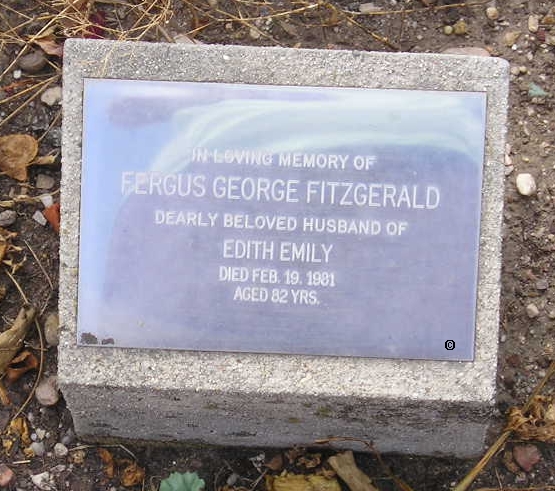 IN LOVING MEMORY OF
FERGUS GEORGE FITZGERALD
DEARLY BELOVED HUSBAND OF
EDITH EMILY
DIED FEB. 19. 1981
AGED 82 YRS.
©